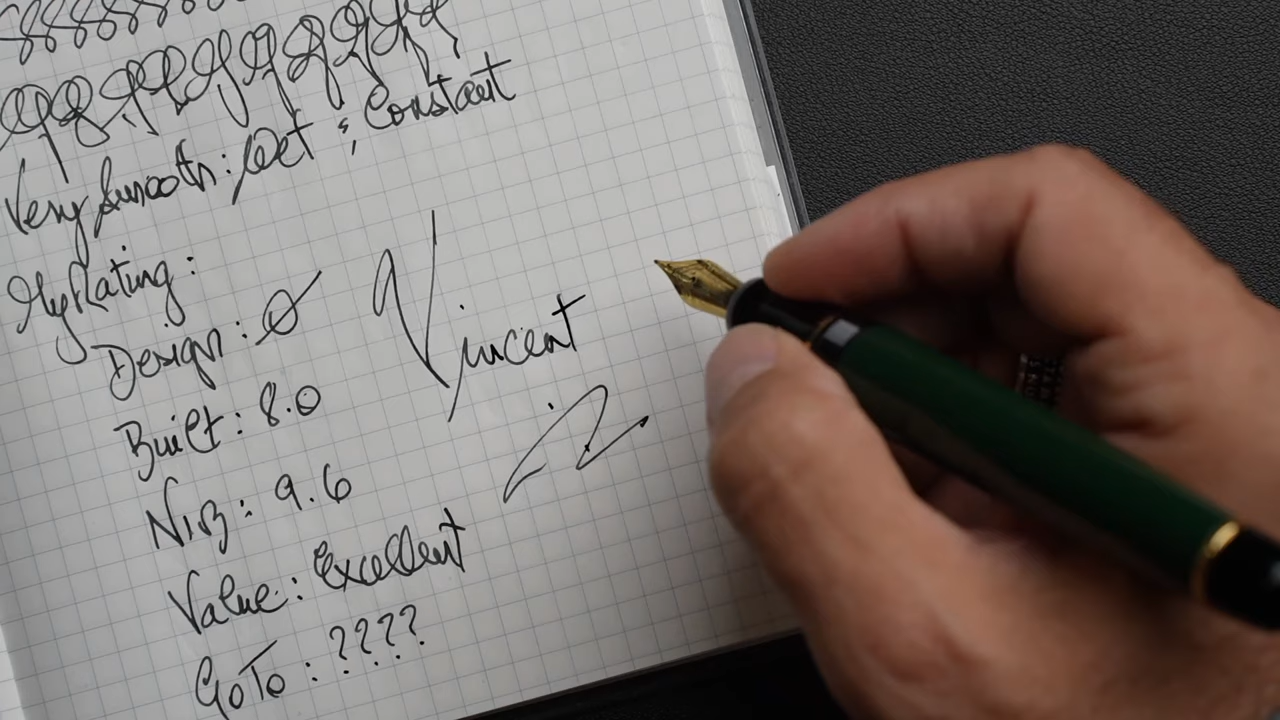 Very Smooth: Wet ; Constant
My Rating:
Design: Ø
Built: 8.0
Nib: 9.6
Value: Excellent
GoTo: ????
Vincent